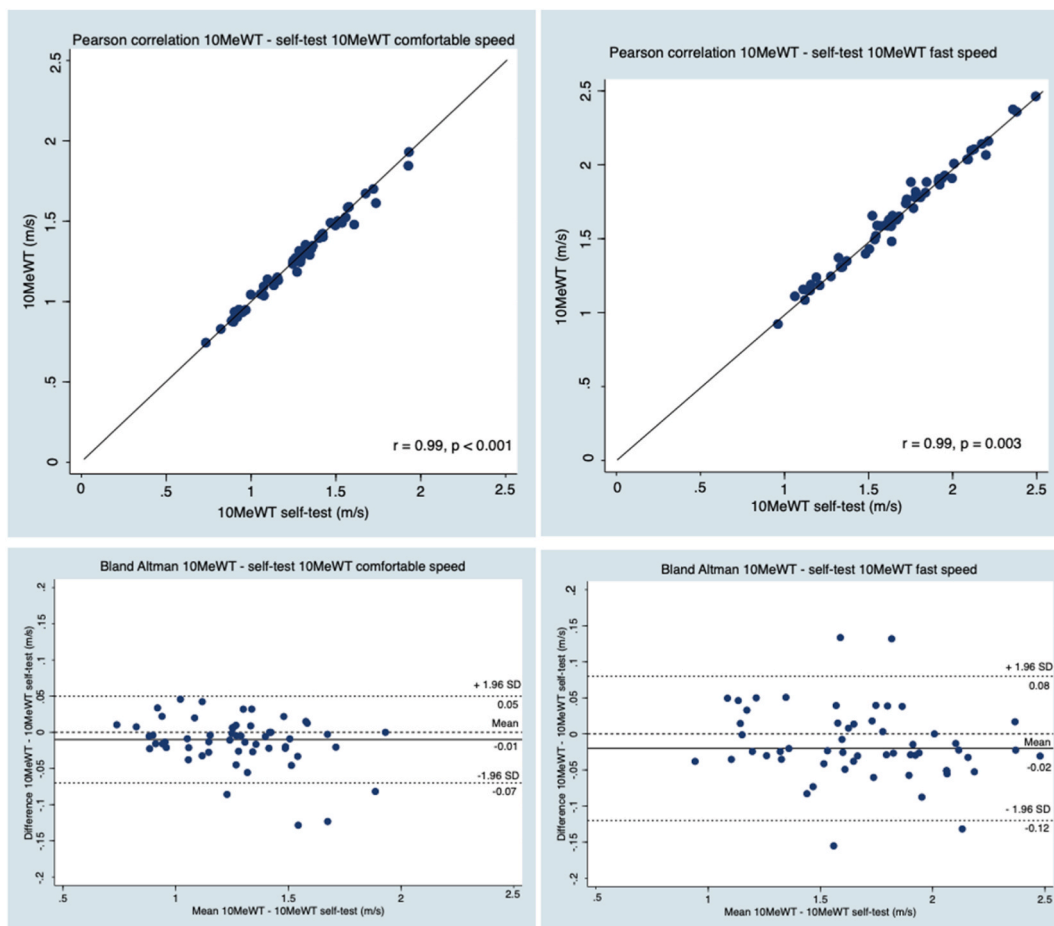 Pearson correlation 10MeWT - self-test 10MeWT comfortable speed
10MeWT (m/s)
2.5
2
1.5
1
.5
0
r = 0.99, p < 0.001
0 .5 1 1.5 2 2.5
10MeWT self-test (m/s)
Pearson correlation 10MeWT - self-test 10MeWT fast speed
10MeWT (m/s)
2.5
2
1.5
1
.5
0
r = 0.99, p = 0.003
0 .5 1 1.5 2 2.5
10MeWT self-test (m/s)
Bland Altman 10MeWT - self-test 10MeWT comfortable speed
Difference 10MeWT - 10MeWT self-test (m/s)
.2
.15
.1
.05
0
-.05
-.1
-.15
-.2
+ 1.96 SD
0.05
Mean
-0.01
-1.96 SD
-0.07
.5 1 1.5 2 2.5
Mean 10MeWT - 10MeWT self-test (m/s)
Bland Altman 10MeWT - self-test 10MeWT fast speed
Difference 10MeWT - 10MeWT self-test (m/s)
.2
.15
.1
.05
0
-.05
-.1
-.15
-.2
+ 1.96 SD
0.08
Mean
-0.02
- 1.96 SD
-0.12
.5 1 1.5 2 2.5
Mean 10MeWT - 10MeWT self-test (m/s)